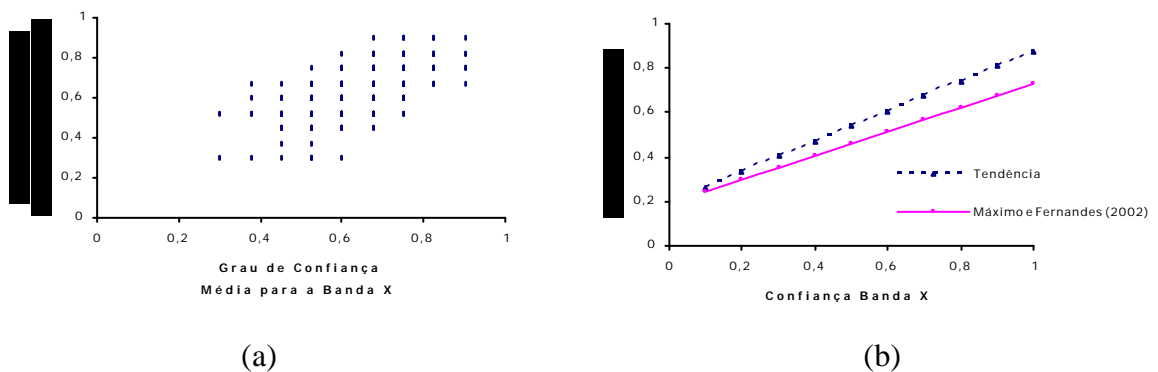 1
0,8
0,6
0,4
0,2
0
0 0,2 0,4 0,6 0,8 1
Grau de Confiança
Média para a Banda X
(a)
1
0,8
0,6
0,4
0,2
0
0 0,2 0,4 0,6 0,8 1
Confiança Banda X
Tendência
Máximo e Fernandes (2002)
(b)